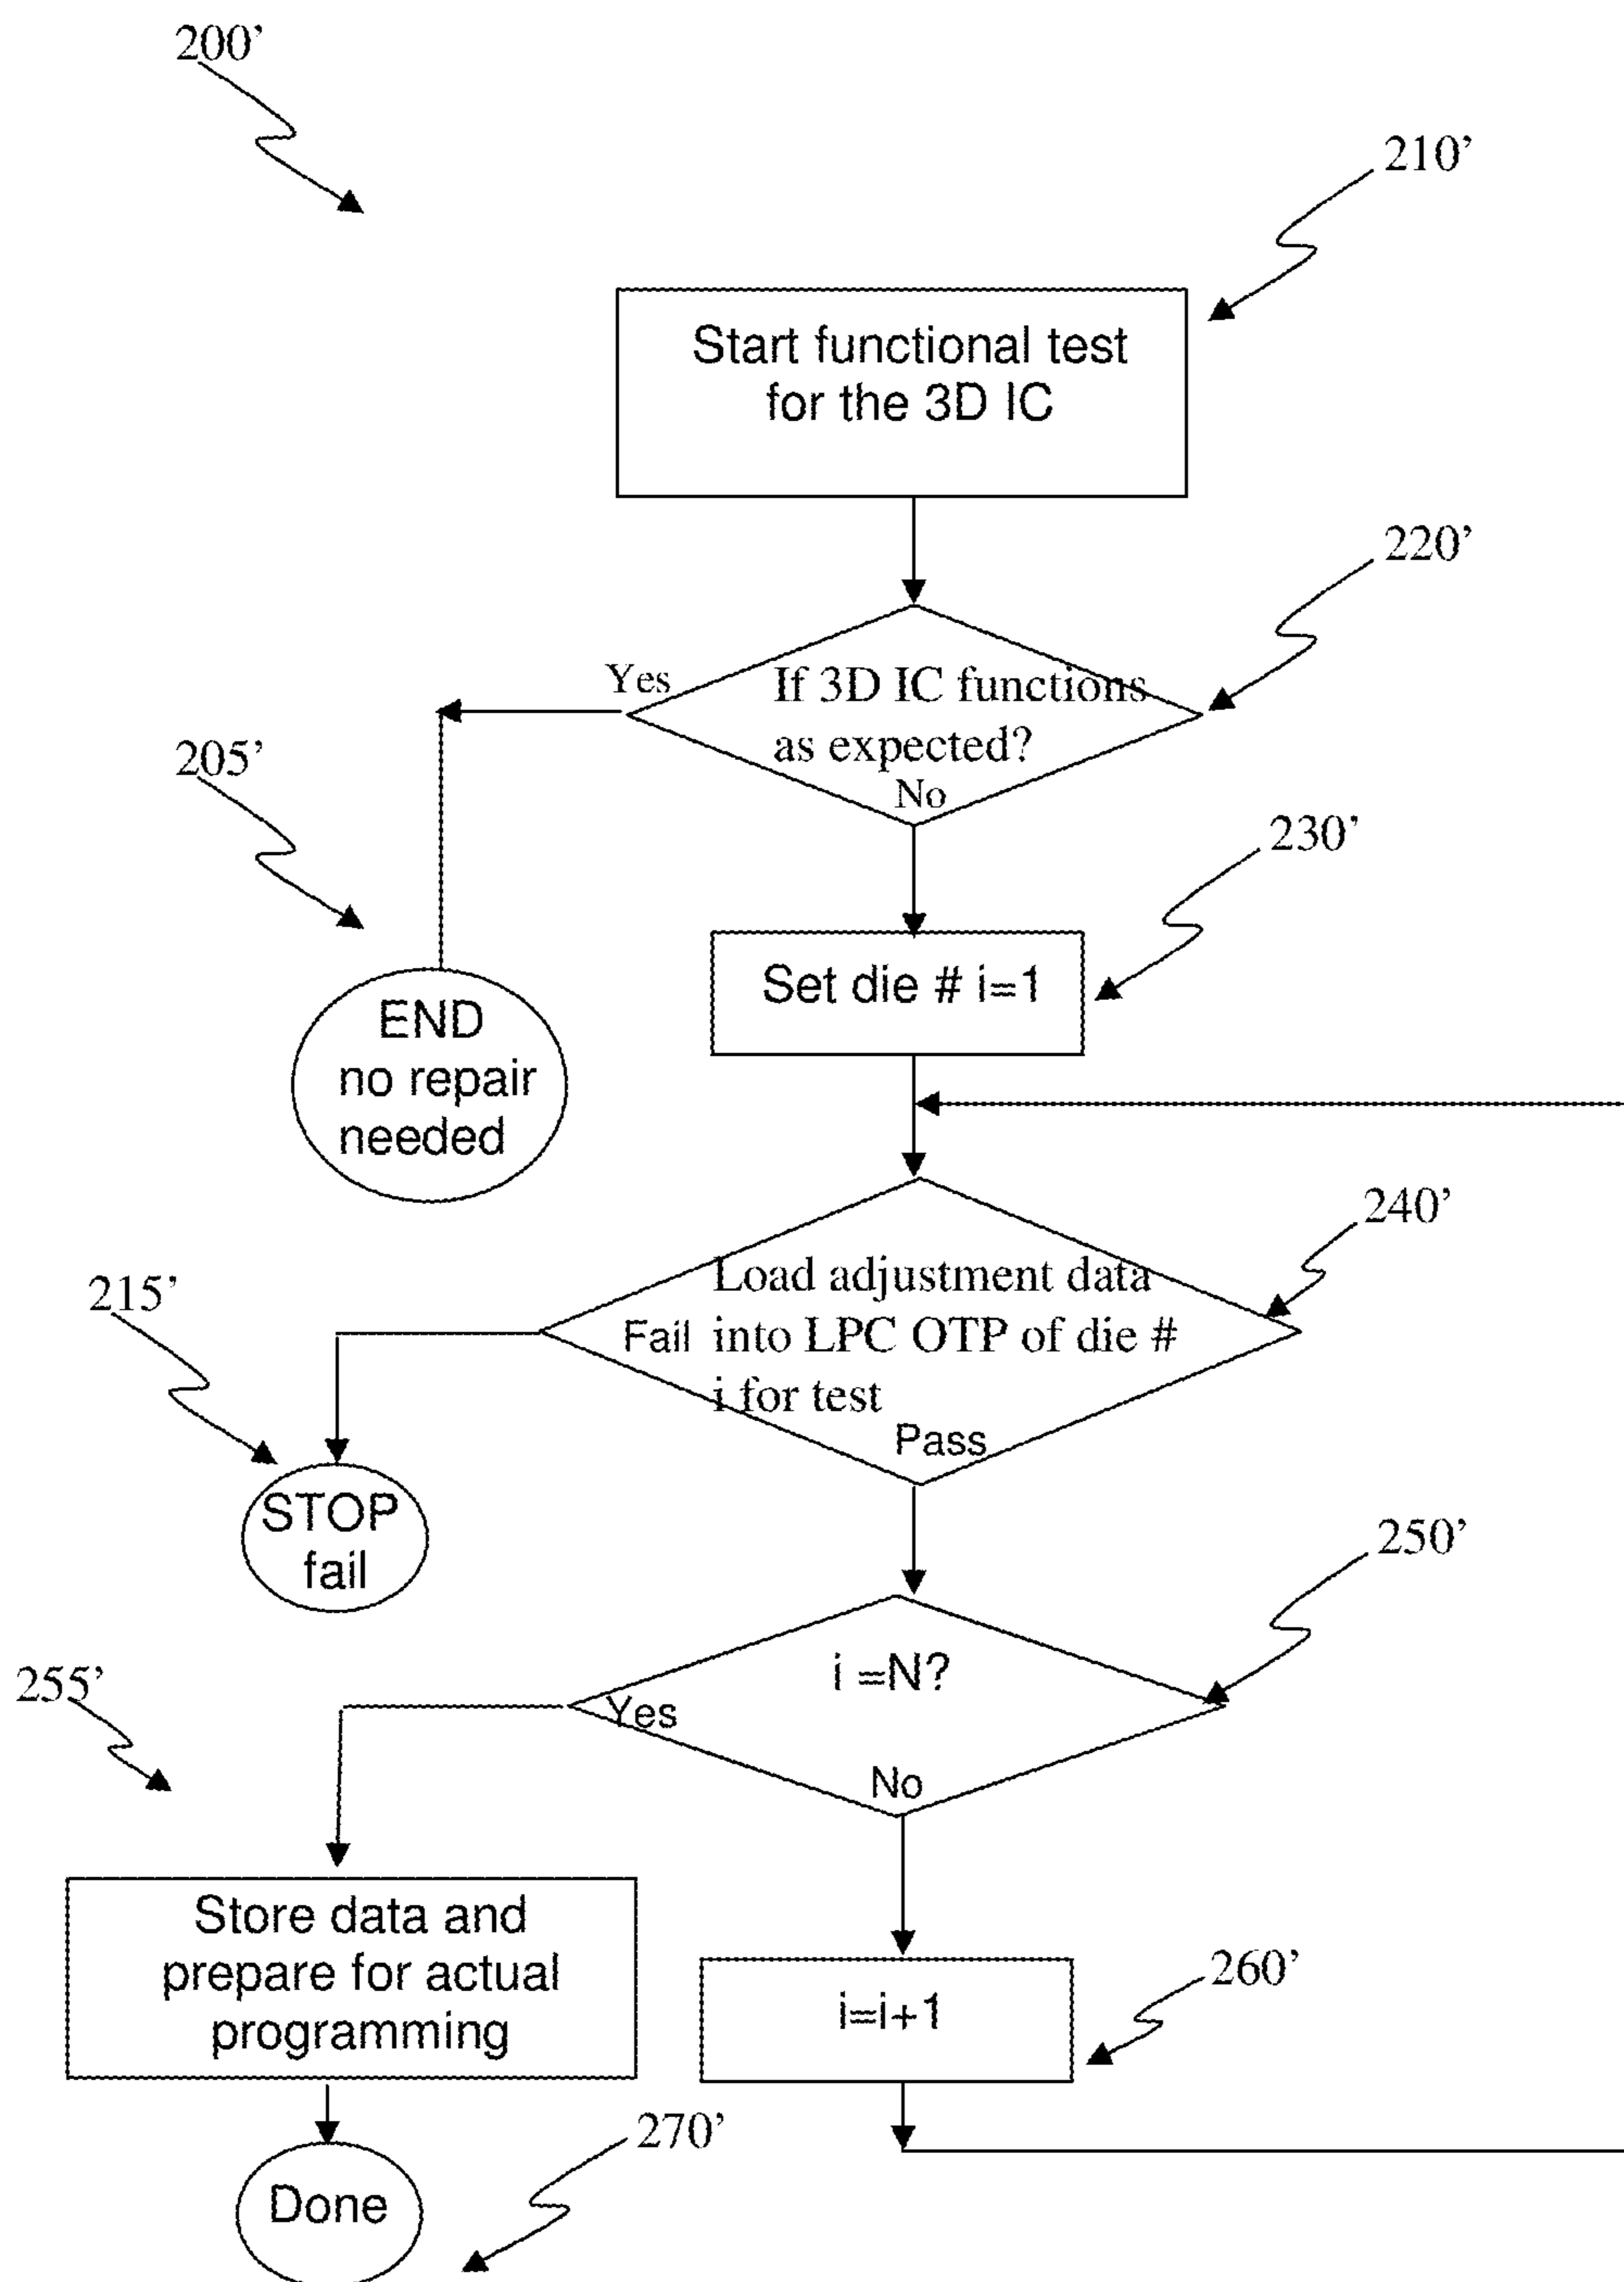 200’
210’
Start functional test
for the 3D IC
220’
Yes
If 3D IC functions
as expected?
No
205’
230’
Set die # i=1
END
no repair
needed
240’
Load adjustment data
Fail into LPC OTP of die #
i for test
Pass
215’
STOP
fail
250’
i =N?
Yes
No
255’
Store data and
prepare for actual
programming
260’
i=i+1
270’
Done